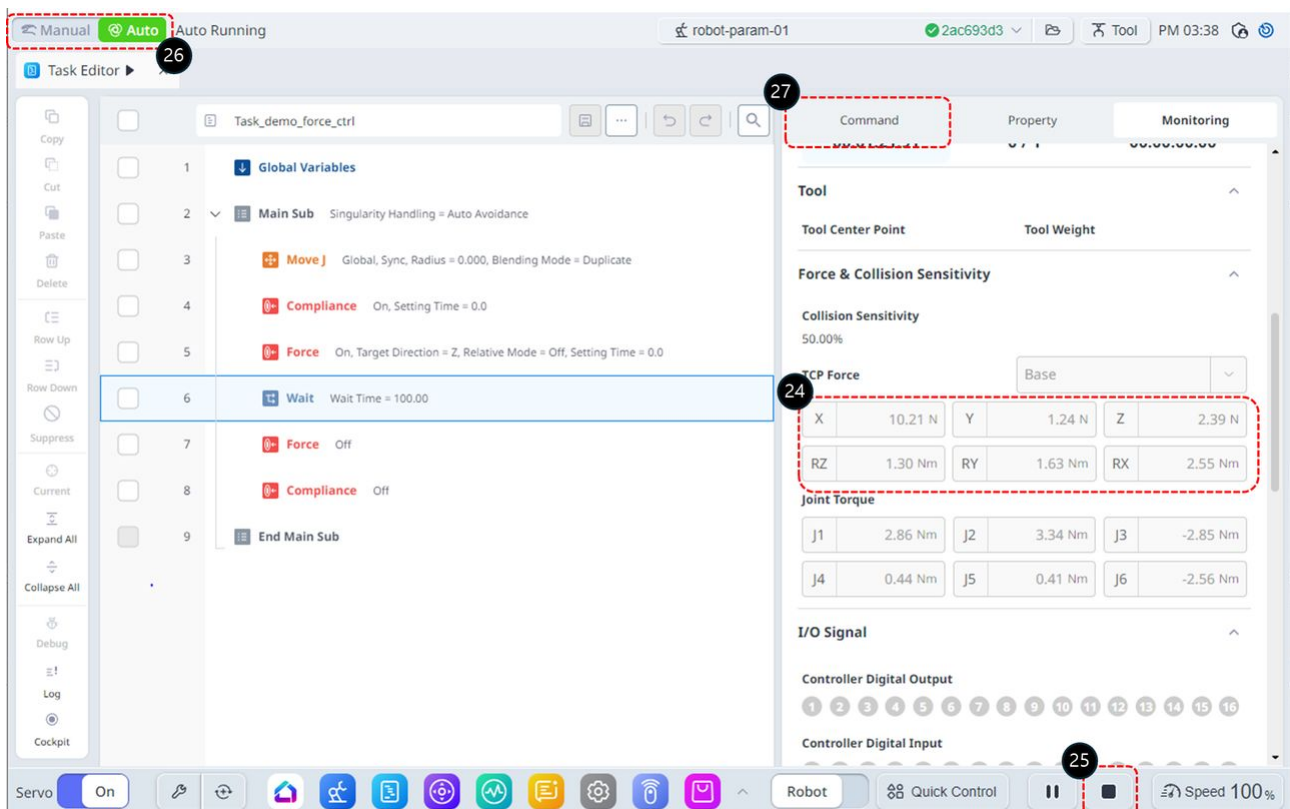 Manual
Auto
Auto Running
robot-param-01
2ac693d3
Tool
PM 03:38
26
Task Editor
27
Copy
Cut
Paste
Delete
Row Up
Row Down
Suppress
Current
Expand All
Collapse All
Debug
Log
Cockpit
Task_demo_force_ctrl
1 Global Variables
2 Main Sub Singularity Handling = Auto Avoidance
3 Move J Global, Sync, Radius = 0.000, Blending Mode = Duplicate
4 Compliance On, Setting Time = 0.0
5 Force On, Target Direction = Z, Relative Mode = Off, Setting Time = 0.0
6 Wait Wait Time = 100.00
7 Force Off
8 Compliance Off
9 End Main Sub
Command Property Monitoring
Tool
Tool Center Point Tool Weight
Force & Collision Sensitivity
Collision Sensitivity
50.00%
TCP Force Base
24
X 10.21 N Y 1.24 N Z 2.39 N
RZ 1.30 Nm RY 1.63 Nm RX 2.55 Nm
Joint Torque
J1 2.86 Nm J2 3.34 Nm J3 -2.85 Nm
J4 0.44 Nm J5 0.41 Nm J6 -2.56 Nm
I/O Signal
Controller Digital Output
1 2 3 4 5 6 7 8 9 10 11 12 13 14 15 16
Controller Digital Input
25
Servo On
Robot
Quick Control
Speed 100%